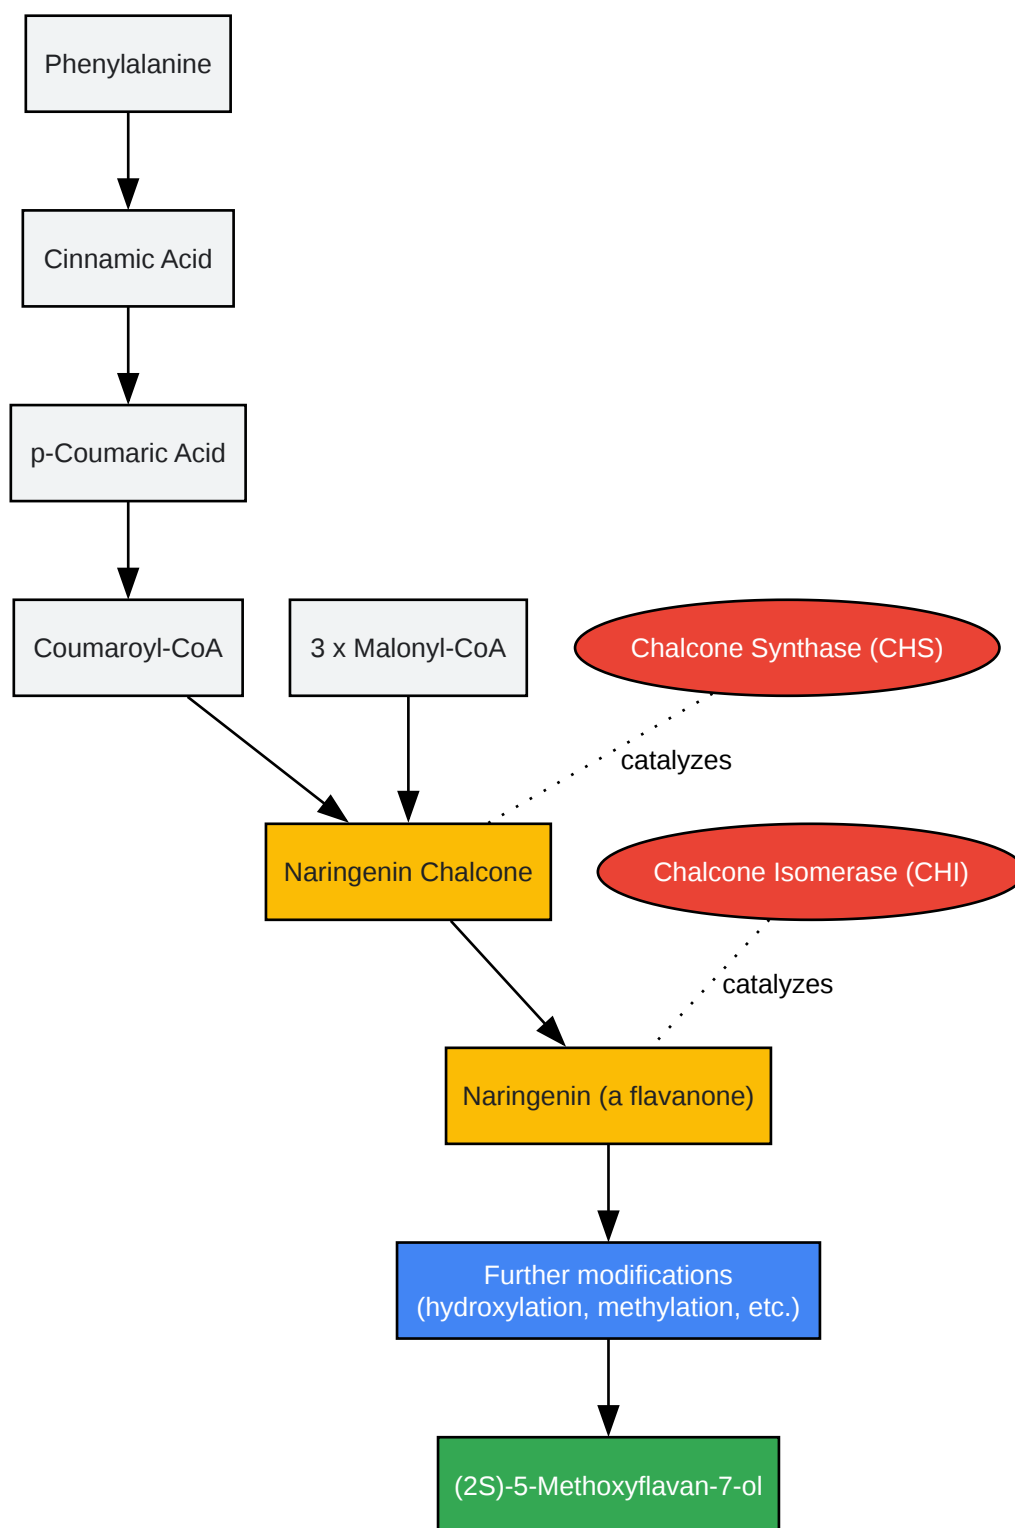 Phenylalanine
Cinnamic Acid
p-Coumaric Acid
Coumaroyl-CoA
3 x Malonyl-CoA
Chalcone Synthase (CHS)
catalyzes
Naringenin Chalcone
Chalcone Isomerase (CHI)
catalyzes
Naringenin (a flavanone)
Further modifications
(hydroxylation, methylation, etc.)
(2S)-5-Methoxyflavan-7-ol